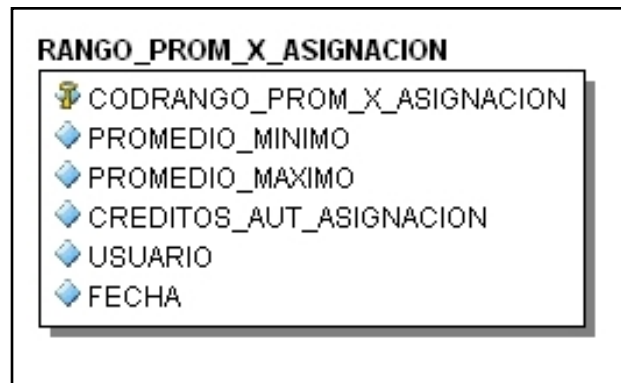 RANGO_PROM_X_ASIGNACION
CODRANGO_PROM_X_ASIGNACION
PROMEDIO_MINIMO
PROMEDIO_MAXIMO
CREDITOS_AUT_ASIGNACION
USUARIO
FECHA